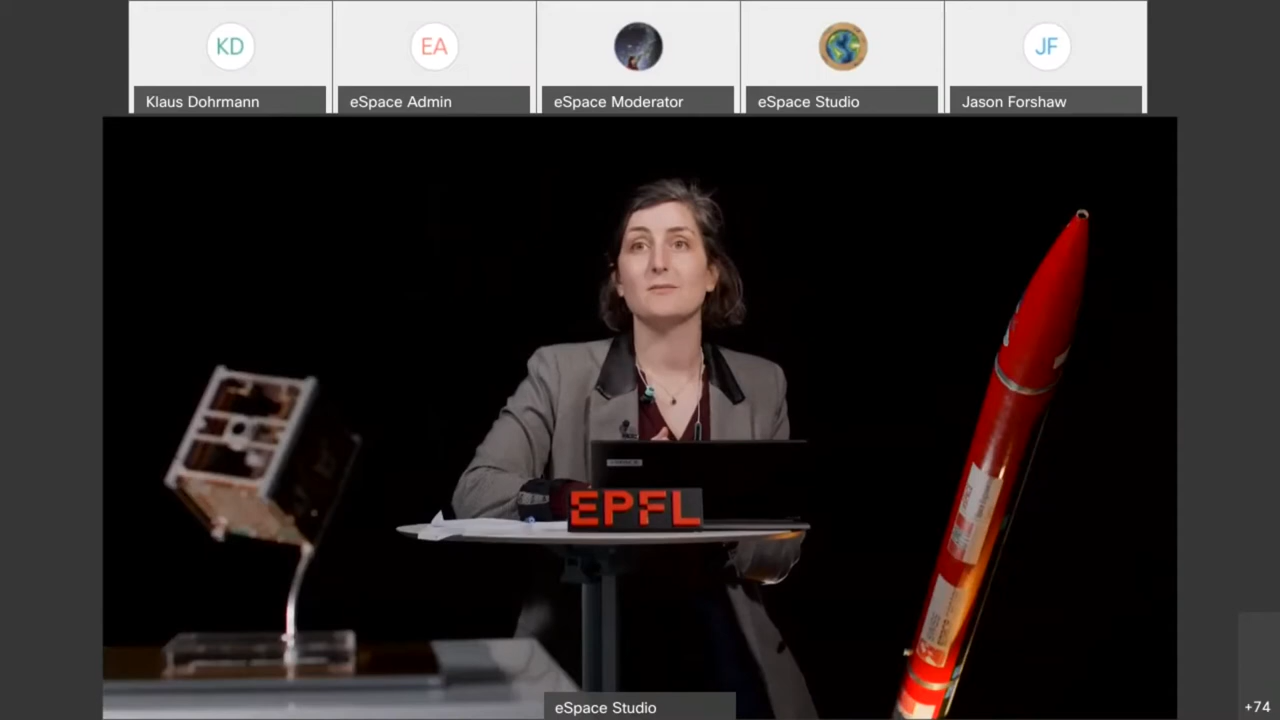 KD
EA
JF
Klaus Dohrmann
eSpace Admin
eSpace Moderator
eSpace Studio
Jason Forshaw
EPFL
eSpace Studio
+74